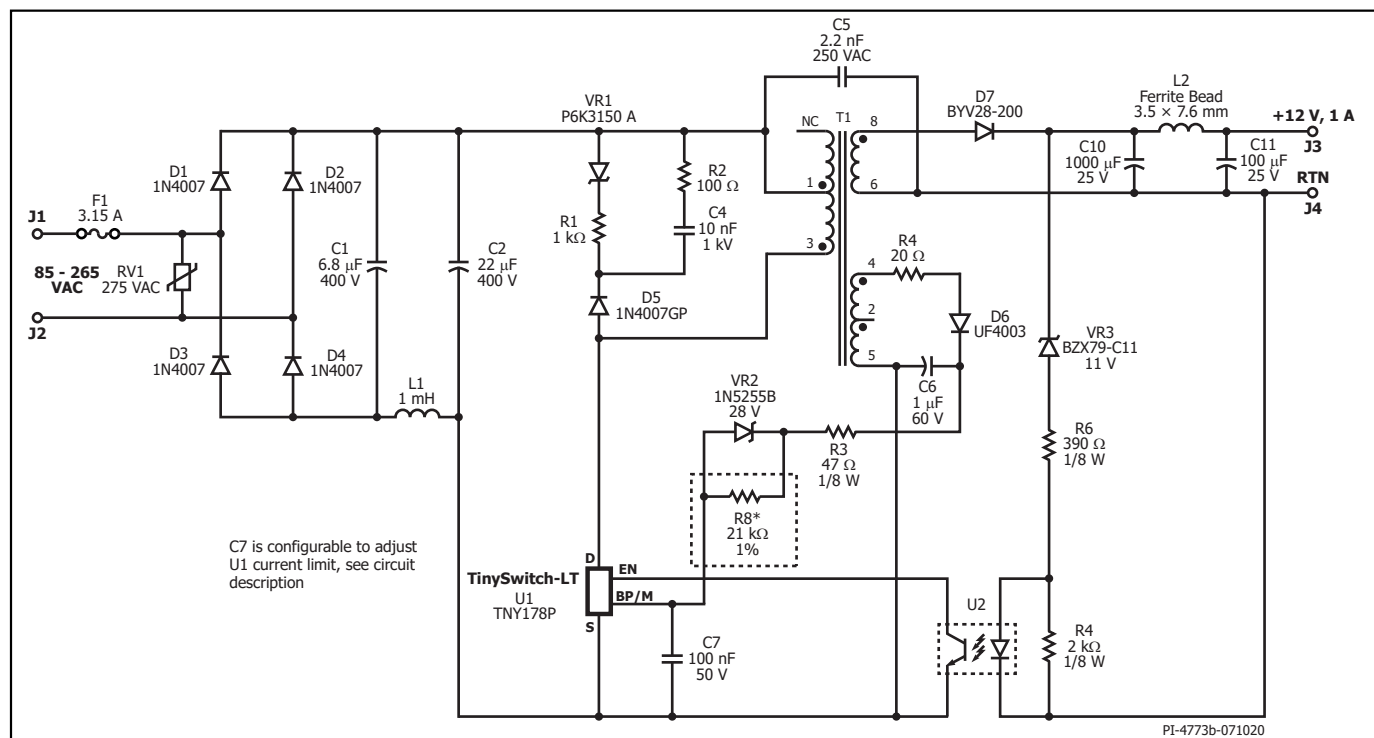 C5
2.2 nF
250 VAC
VR1
P6K3150 A
NC
T1
8
D7
BYV28-200
L2
Ferrite Bead
3.5 × 7.6 mm
+12 V, 1 A
J3
D1
1N4007
D2
1N4007
R2
100 Ω
C10
1000 µF
25 V
C11
100 µF
25 V
1
6
RTN
J4
F1
3.15 A
J1
R1
1 kΩ
C4
10 nF
1 kV
3
R4
20 Ω
85 - 265
VAC
RV1
275 VAC
C1
6.8 µF
400 V
C2
22 µF
400 V
4
2
5
D5
1N4007GP
D6
UF4003
J2
VR3
BZX79-C11
11 V
D3
1N4007
D4
1N4007
L1
1 mH
VR2
1N5255B
28 V
C6
1 µF
60 V
R3
47 Ω
1/8 W
R6
390 Ω
1/8 W
R8*
21 kΩ
1%
C7 is configurable to adjust
U1 current limit, see circuit
description
D
EN
TinySwitch-LT
U1
TNY178P
BP/M
S
U2
C7
100 nF
50 V
R4
2 kΩ
1/8 W
PI-4773b-071020